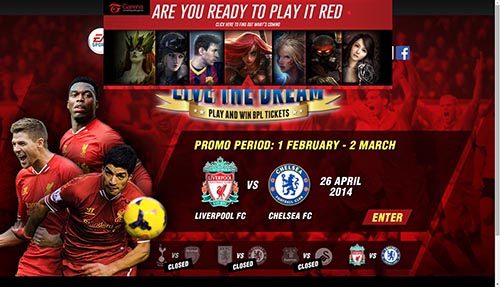 Garena
ARE YOU READY TO PLAY IT RED
CLICK HERE TO FIND OUT WHAT'S COMING
EA
LIVE THE DREAM
PLAY AND WIN BPL TICKETS
PROMO PERIOD: 1 FEBRUARY - 2 MARCH
LIVERPOOL FC
VS
CHELSEA FC
26 APRIL
2014
ENTER
VS
CLOSED
VS
CLOSED
VS
CLOSED
VS